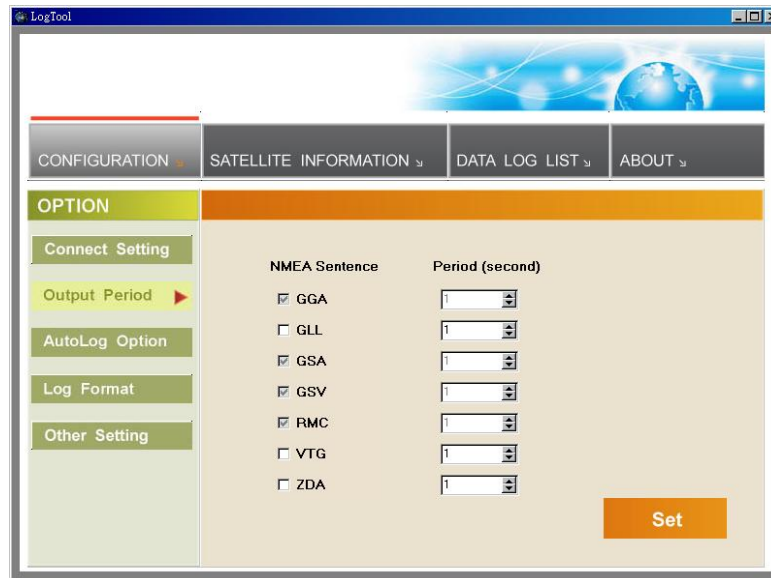 LogTool
CONFIGURATION
SATELLITE INFORMATION
DATA LOG LIST
ABOUT
OPTION
Connect Setting
Output Period
AutoLog Option
Log Format
Other Setting
NMEA Sentence Period (second)
GGA 1
GLL 1
GSA 1
GSV 1
RMC 1
VTG 1
ZDA 1
Set